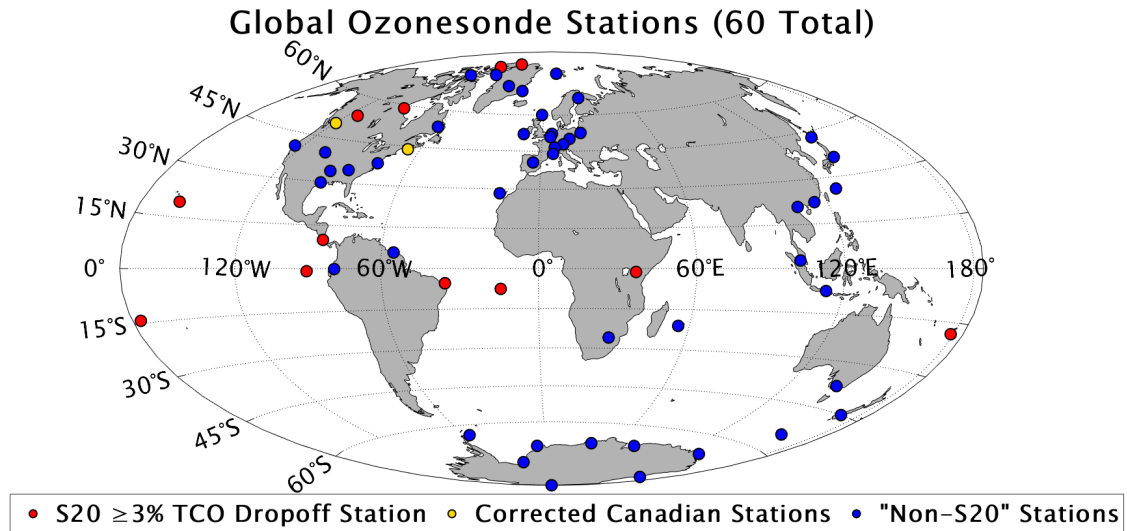 Global Ozonesonde Stations (60 Total)
60°N
45°N
30°N
15°N
0°
15°S
30°S
45°S
60°S
120°W
60°W
0°
60°E
120°E
180°
S20 ≥3% TCO Dropoff Station
Corrected Canadian Stations
"Non-S20" Stations